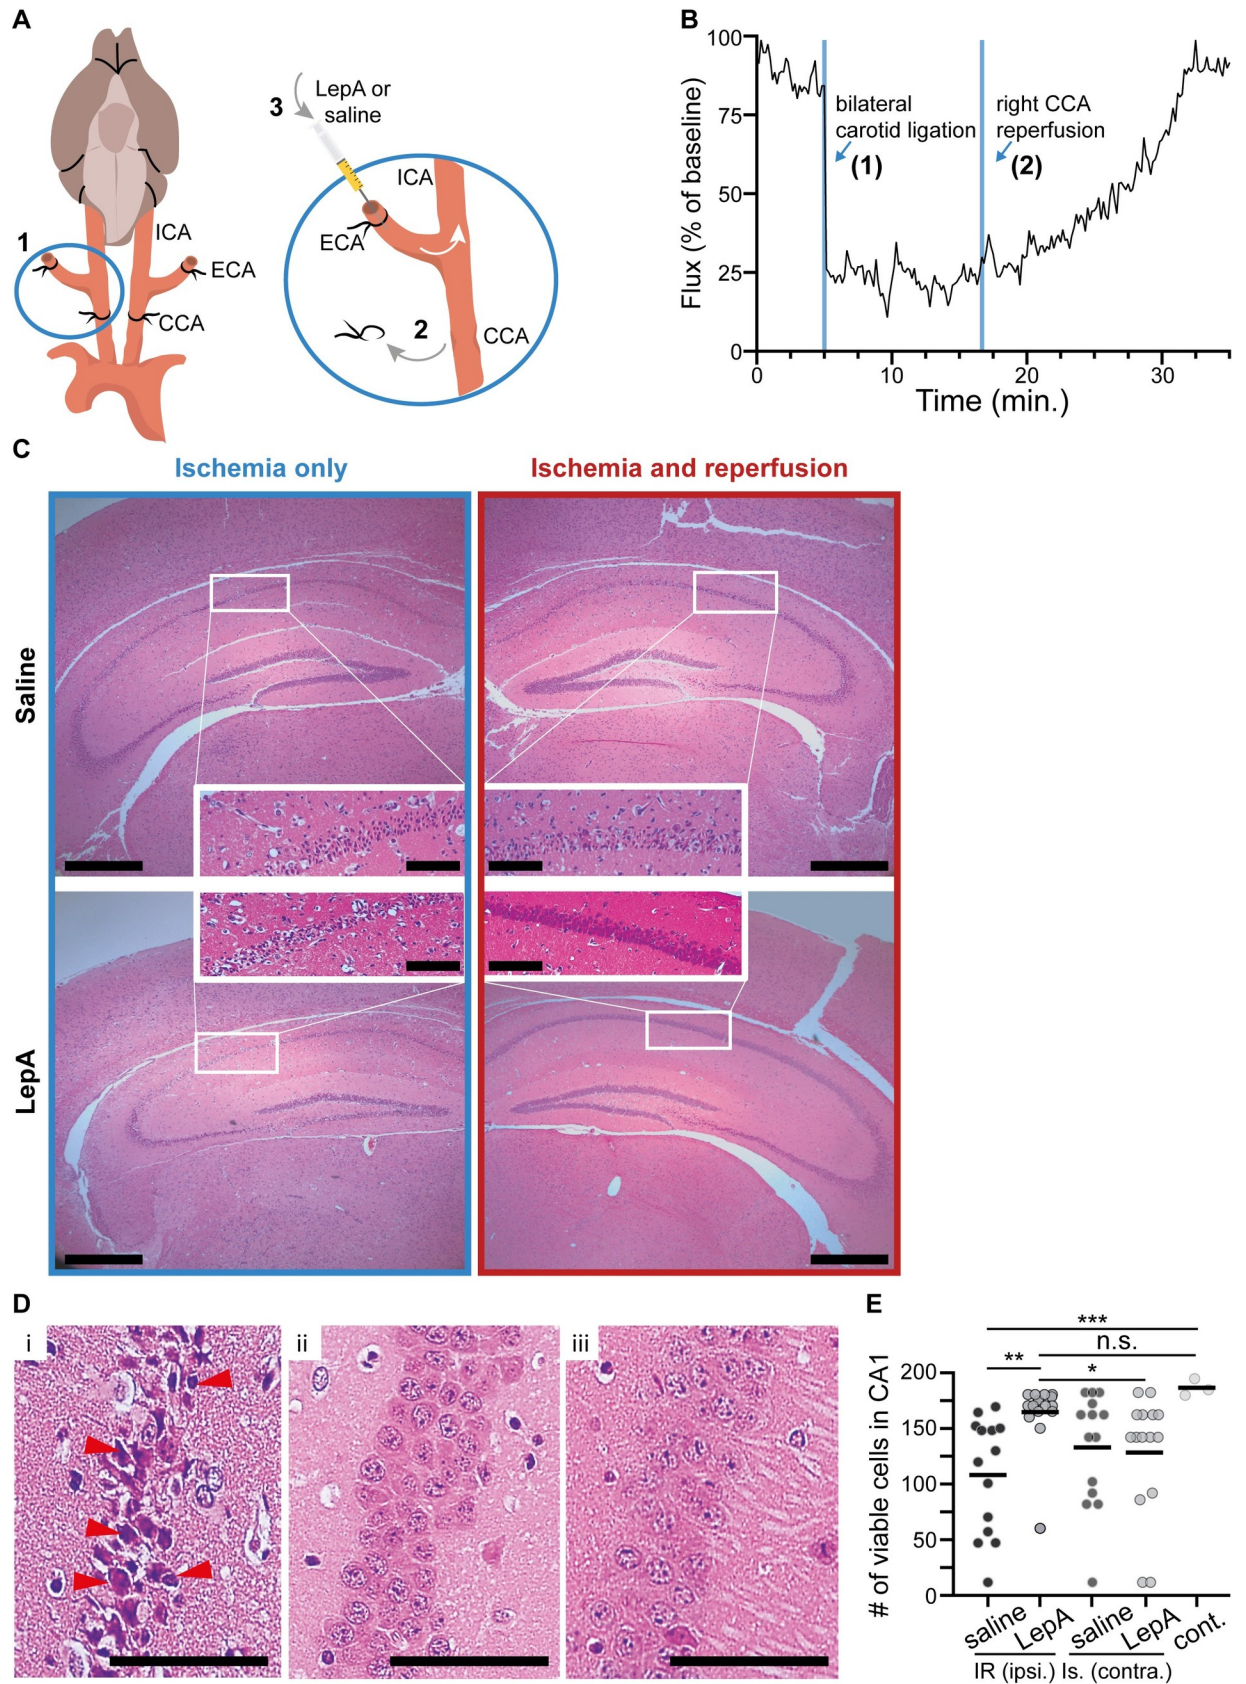 A
LepA or
saline
3
ICA
ECA
1
ICA
ECA
CCA
2
CCA
B
100
75
50
25
0
Flux (% of baseline)
bilateral
carotid ligation
(1)
right CCA
reperfusion
(2)
0
10
20
30
Time (min.)
C
Ischemia only
Ischemia and reperfusion
Saline
LepA
D
i
ii
iii
E
***
n.s.
**
*
200
150
100
50
0
# of viable cells in CA1
saline
LepA
Saline
LepA
cont.
IR (ipsi.)
Is. (contra.)